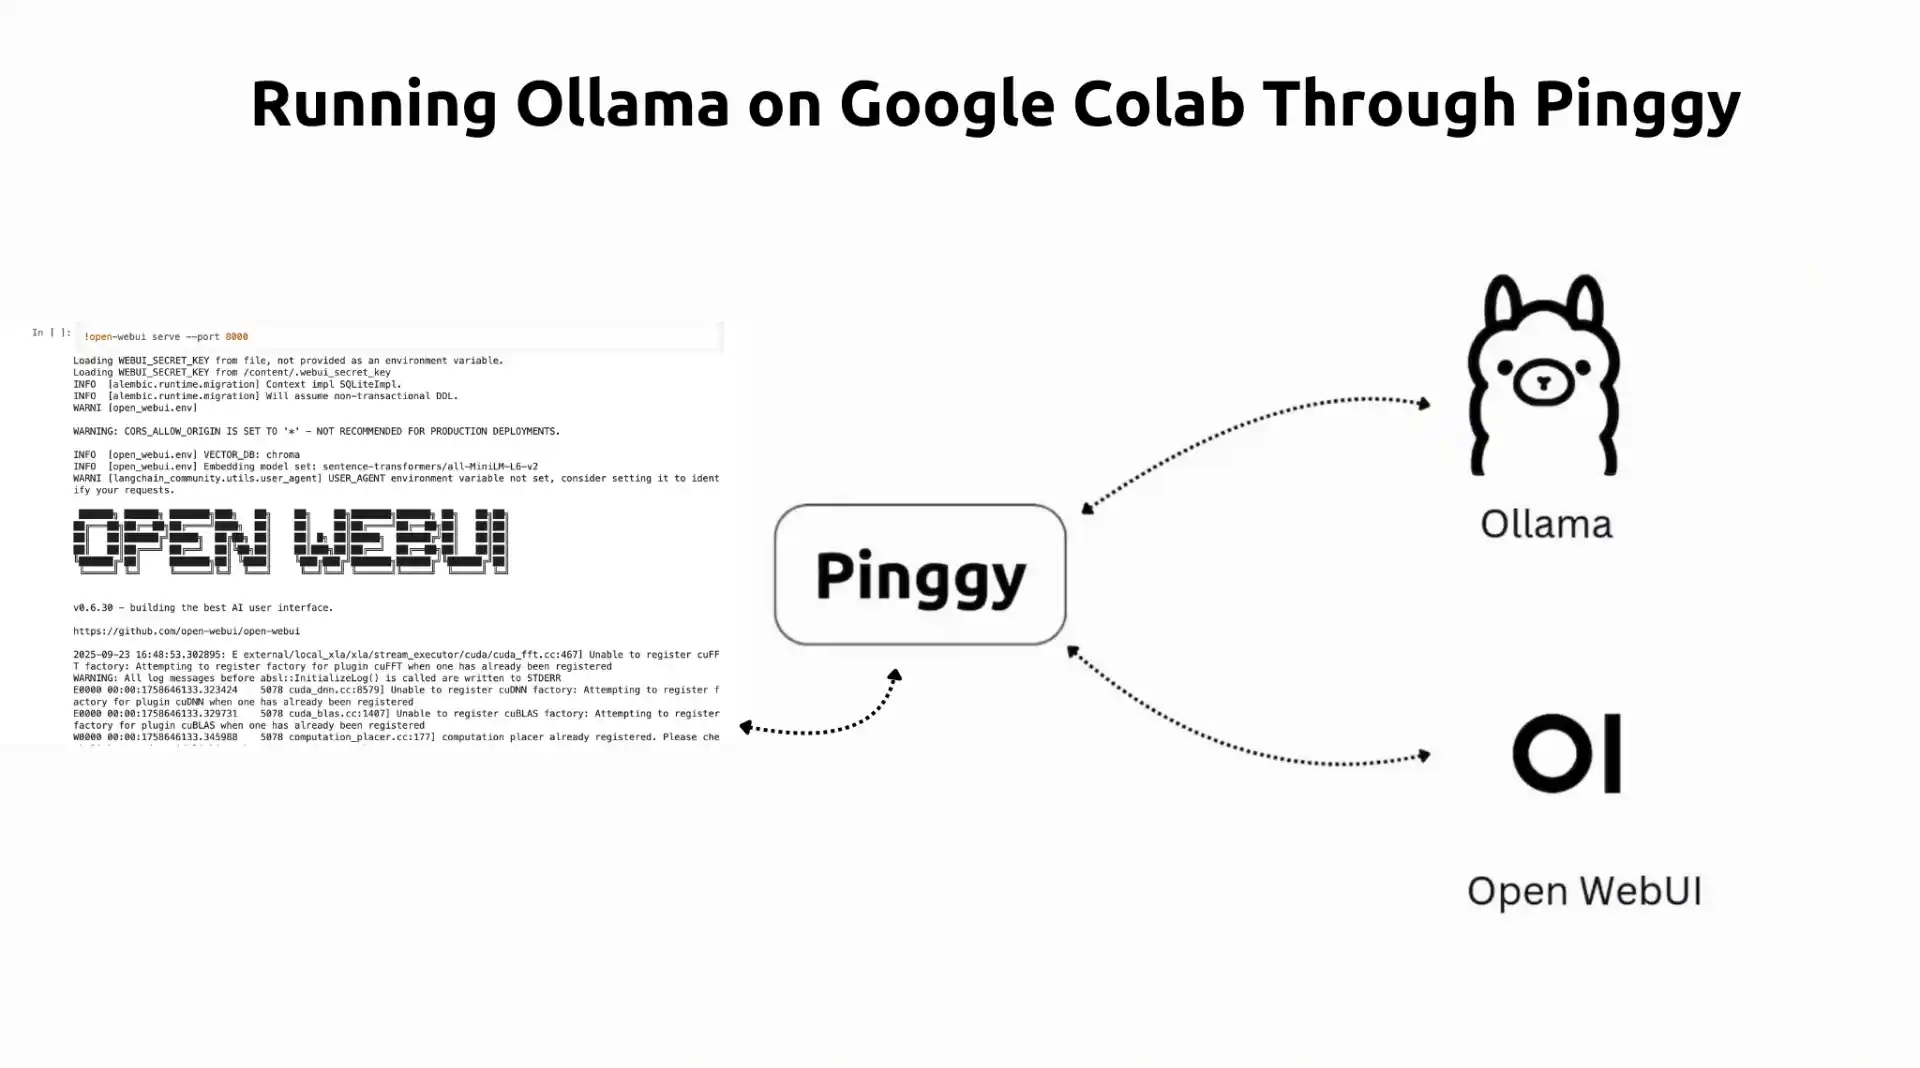 Running Ollama on Google Colab Through Pinggy
In [ ]:
!open-webui serve --port 8000
Loading WEBUI_SECRET_KEY from file, not provided as an environment variable.
Loading WEBUI_SECRET_KEY from /content/.webui_secret_key
INFO  [alembic.runtime.migration] Context impl SQLiteImpl.
INFO  [alembic.runtime.migration] Will assume non-transactional DDL.
WARNI [open_webui.env]
WARNING: CORS_ALLOW_ORIGIN IS SET TO '*' - NOT RECOMMENDED FOR PRODUCTION DEPLOYMENTS.
INFO  [open_webui.env] VECTOR_DB: chroma
INFO  [open_webui.env] Embedding model set: sentence-transformers/all-MiniLM-L6-v2
WARNI [langchain_community.utils.user_agent] USER_AGENT environment variable not set, consider setting it to ident
ify your requests.
OPEN WEBUI
v0.6.30 - building the best AI user interface.
https://github.com/open-webui/open-webui
2025-09-23 16:48:53.302895: E external/local_xla/xla/stream_executor/cuda/cuda_fft.cc:467] Unable to register cuFF
T factory: Attempting to register factory for plugin cuFFT when one has already been registered
WARNING: All log messages before absl::InitializeLog() is called are written to STDERR
E0000 00:00:1758646133.323424    5078 cuda_dnn.cc:8579] Unable to register cuDNN factory: Attempting to register f
actory for plugin cuDNN when one has already been registered
E0000 00:00:1758646133.329731    5078 cuda_blas.cc:1407] Unable to register cuBLAS factory: Attempting to register
factory for plugin cuBLAS when one has already been registered
W0000 00:00:1758646133.345988    5078 computation_placer.cc:177] computation placer already registered. Please che
Pinggy
Ollama
OI
Open WebUI